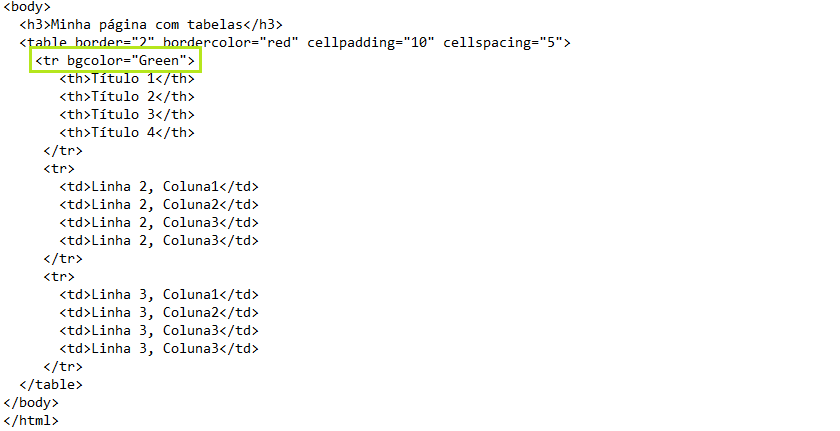 <body>
<h3>Minha página com tabelas</h3>
<table border="2" bordercolor="red" cellpadding="10" cellspacing="5">
<tr bgcolor="Green">
<th>Título 1</th>
<th>Título 2</th>
<th>Título 3</th>
<th>Título 4</th>
</tr>
<tr>
<td>Linha 2, Coluna1</td>
<td>Linha 2, Coluna2</td>
<td>Linha 2, Coluna3</td>
<td>Linha 2, Coluna3</td>
</tr>
<tr>
<td>Linha 3, Coluna1</td>
<td>Linha 3, Coluna2</td>
<td>Linha 3, Coluna3</td>
<td>Linha 3, Coluna3</td>
</tr>
</table>
</body>
</html>